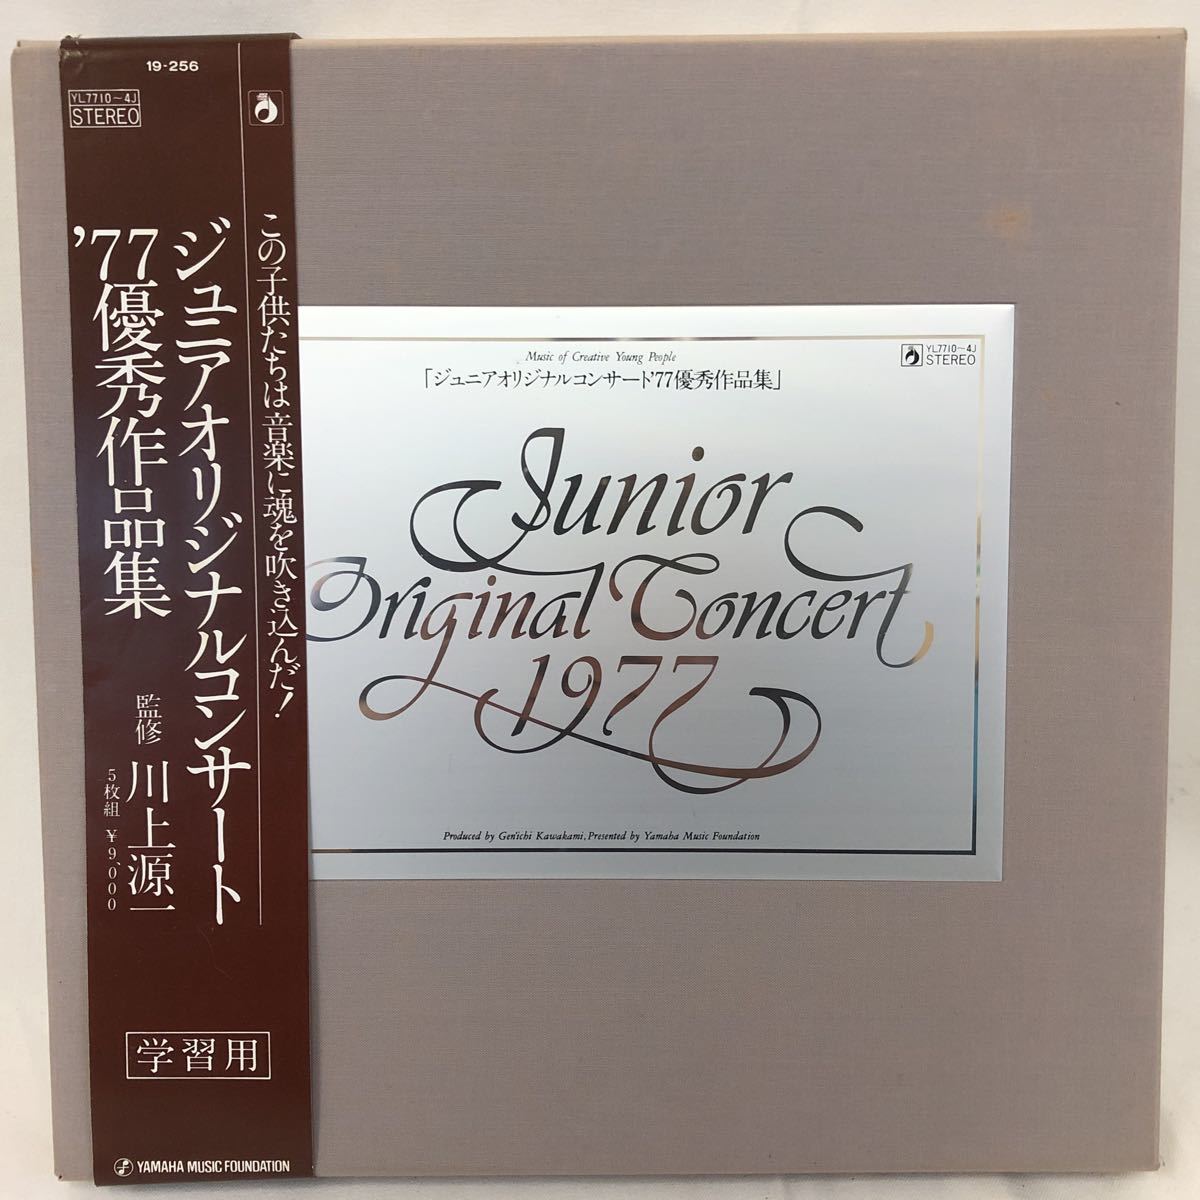 19-256
YL7710～4J
STEREO
この子供たちは音楽に魂を吹き込んだ！
ジュニアオリジナルコンサート
'77優秀作品集
監修 川上源一
5枚組 ¥9,000
学習用
YAMAHA MUSIC FOUNDATION
YL7710～4J
STEREO
Music of Creative Young People
「ジュニアオリジナルコンサート'77優秀作品集」
Junior
Original Concert
1977
Produced by Gen'ichi Kawakami, Presented by Yamaha Music Foundation